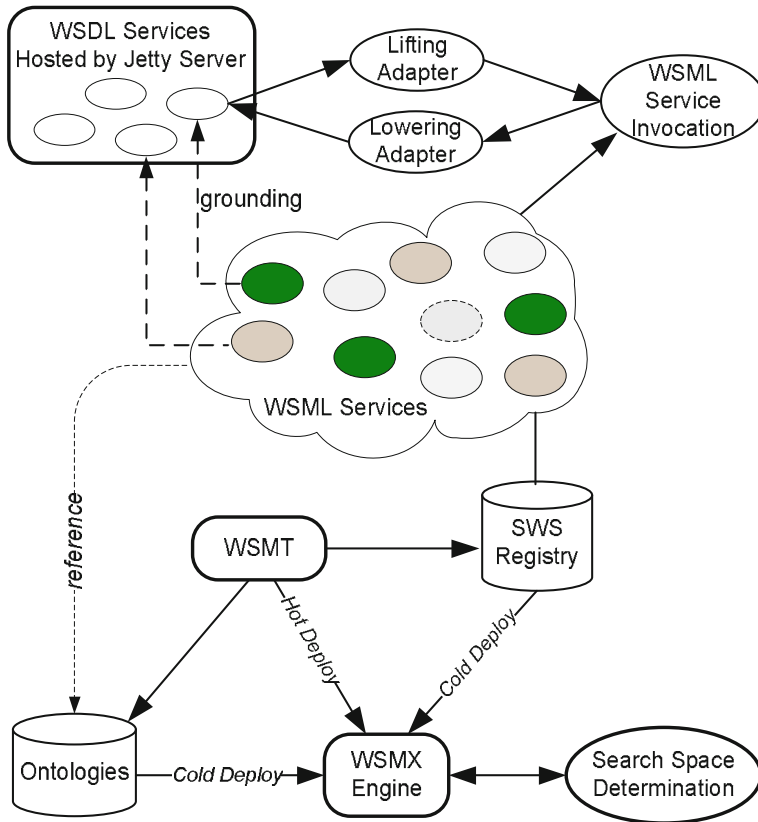 WSDL Services
Hosted by Jetty Server
Lifting
Adapter
WSML
Service
Invocation
Lowering
Adapter
grounding
WSML Services
reference
WSMT
SWS
Registry
Hot Deploy
Cold Deploy
Ontologies
Cold Deploy
WSMX
Engine
Search Space
Determination